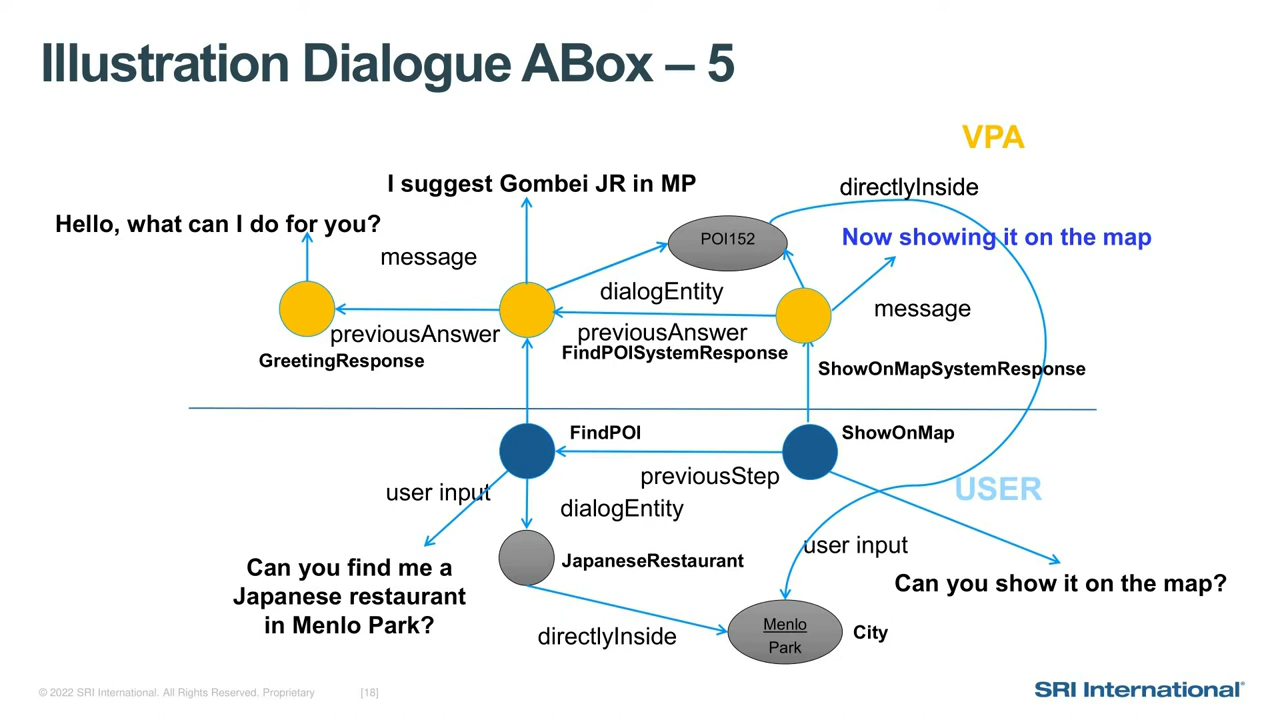 Illustration Dialogue ABox – 5
VPA
I suggest Gombei JR in MP
directlyInside
Hello, what can I do for you?
POI152
Now showing it on the map
message
dialogEntity
message
previousAnswer
previousAnswer
GreetingResponse
FindPOISystemResponse
ShowOnMapSystemResponse
FindPOI
ShowOnMap
previousStep
user input
USER
dialogEntity
user input
JapaneseRestaurant
Can you find me a
Japanese restaurant
in Menlo Park?
Can you show it on the map?
directlyInside
Menlo
Park
City
© 2022 SRI International. All Rights Reserved. Proprietary
[18]
SRI International®